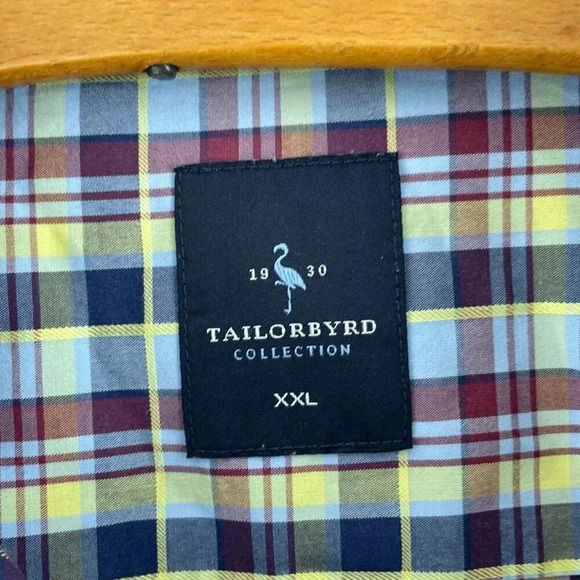 19 30
TAILORBYRD
COLLECTION
XXL